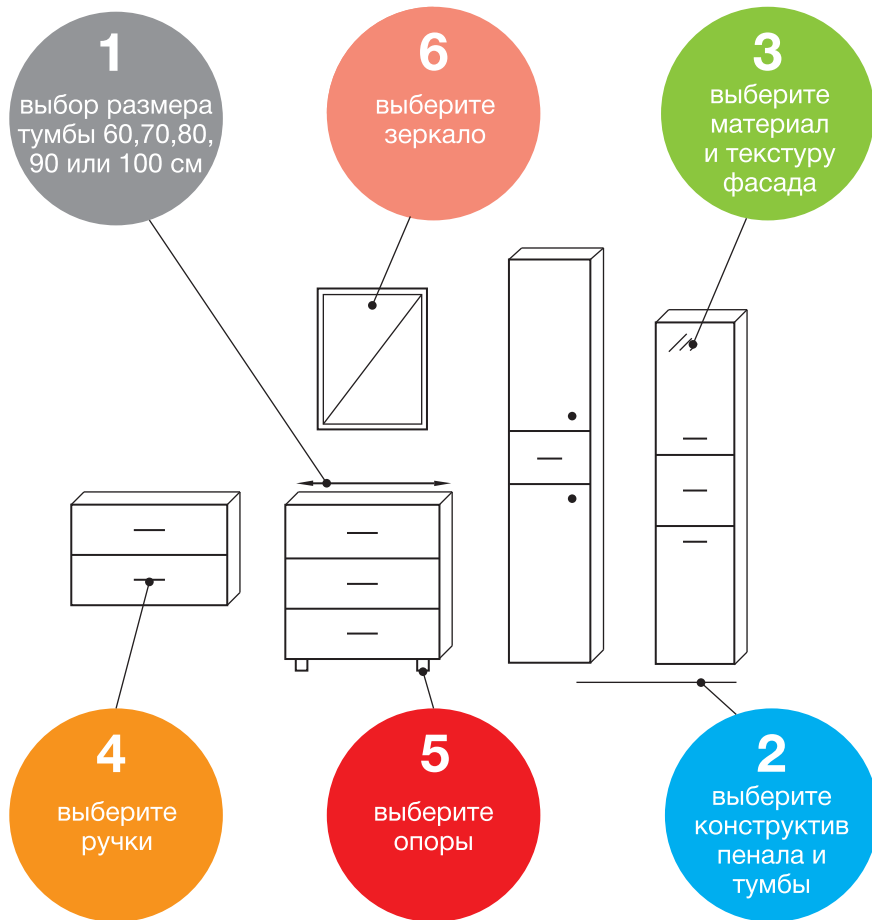 1
выбор размера
тумбы 60,70,80,
90 или 100 см
6
выберите
зеркало
3
выберите
материал
и текстуру
фасада
4
выберите
ручки
5
выберите
опоры
2
выберите
конструктив
пенала и
тумбы